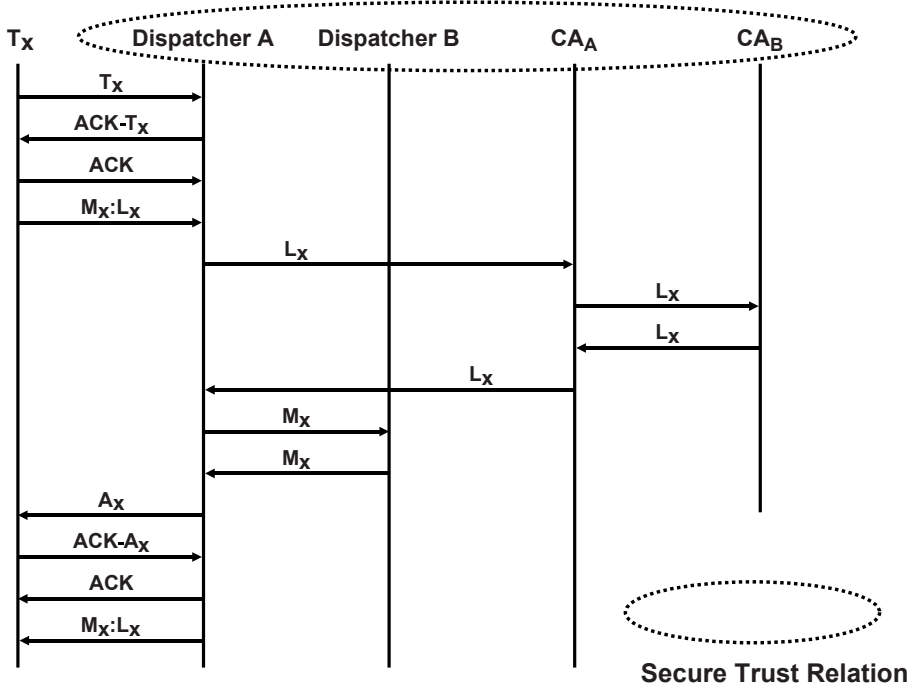 Tx Dispatcher A Dispatcher B CAA CAB
Tx
ACK-Tx
ACK
Mx:Lx
Lx
Lx
Lx
Lx
Mx
Mx
Ax
ACK-Ax
ACK
Mx:Lx
Secure Trust Relation